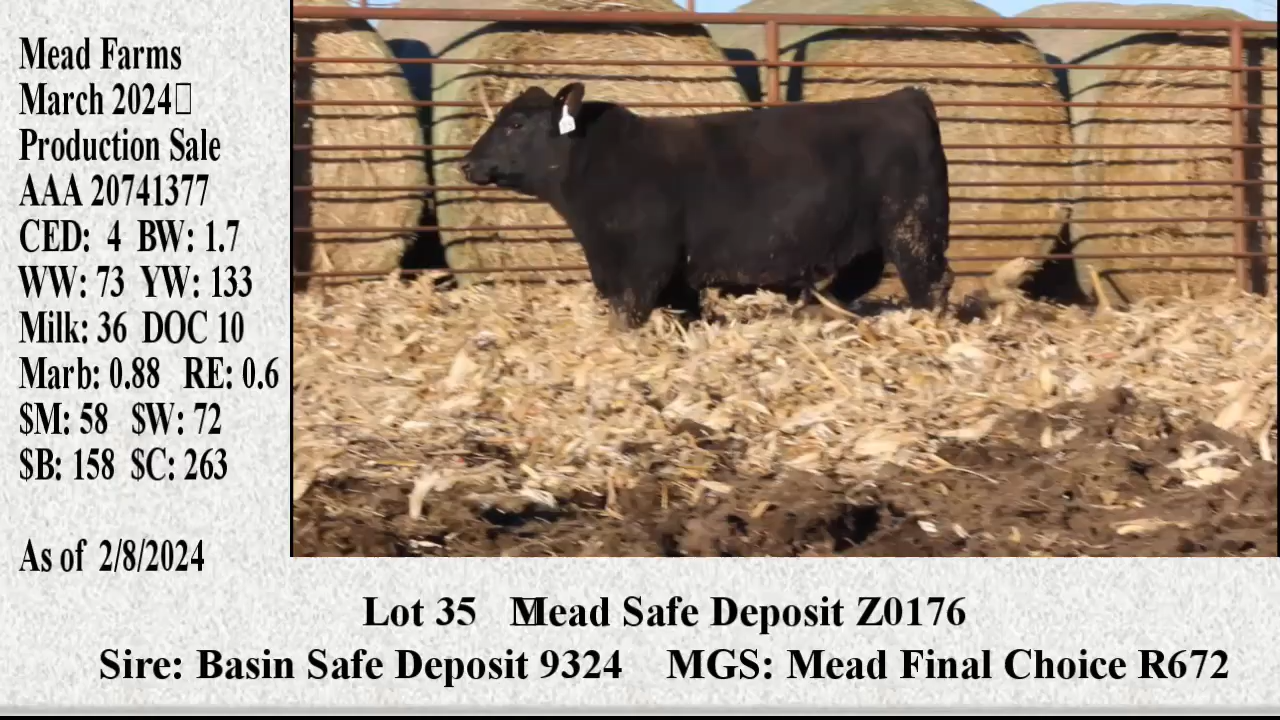 Mead Farms
March 2024
Production Sale
AAA 20741377
CED: 4 BW: 1.7
WW: 73 YW: 133
Milk: 36 DOC 10
Marb: 0.88 RE: 0.6
$M: 58 $W: 72
$B: 158 $C: 263
As of 2/8/2024
Lot 35 Mead Safe Deposit Z0176
Sire: Basin Safe Deposit 9324 MGS: Mead Final Choice R672